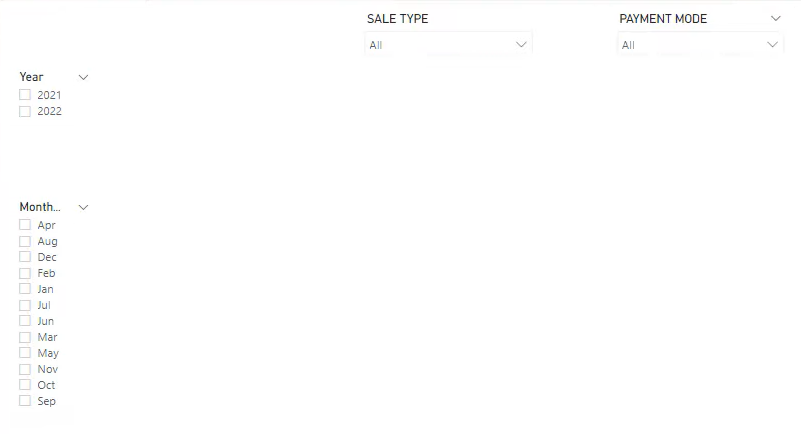 SALE TYPE
PAYMENT MODE
All
All
Year
2021
2022
Month...
Apr
Aug
Dec
Feb
Jan
Jul
Jun
Mar
May
Nov
Oct
Sep